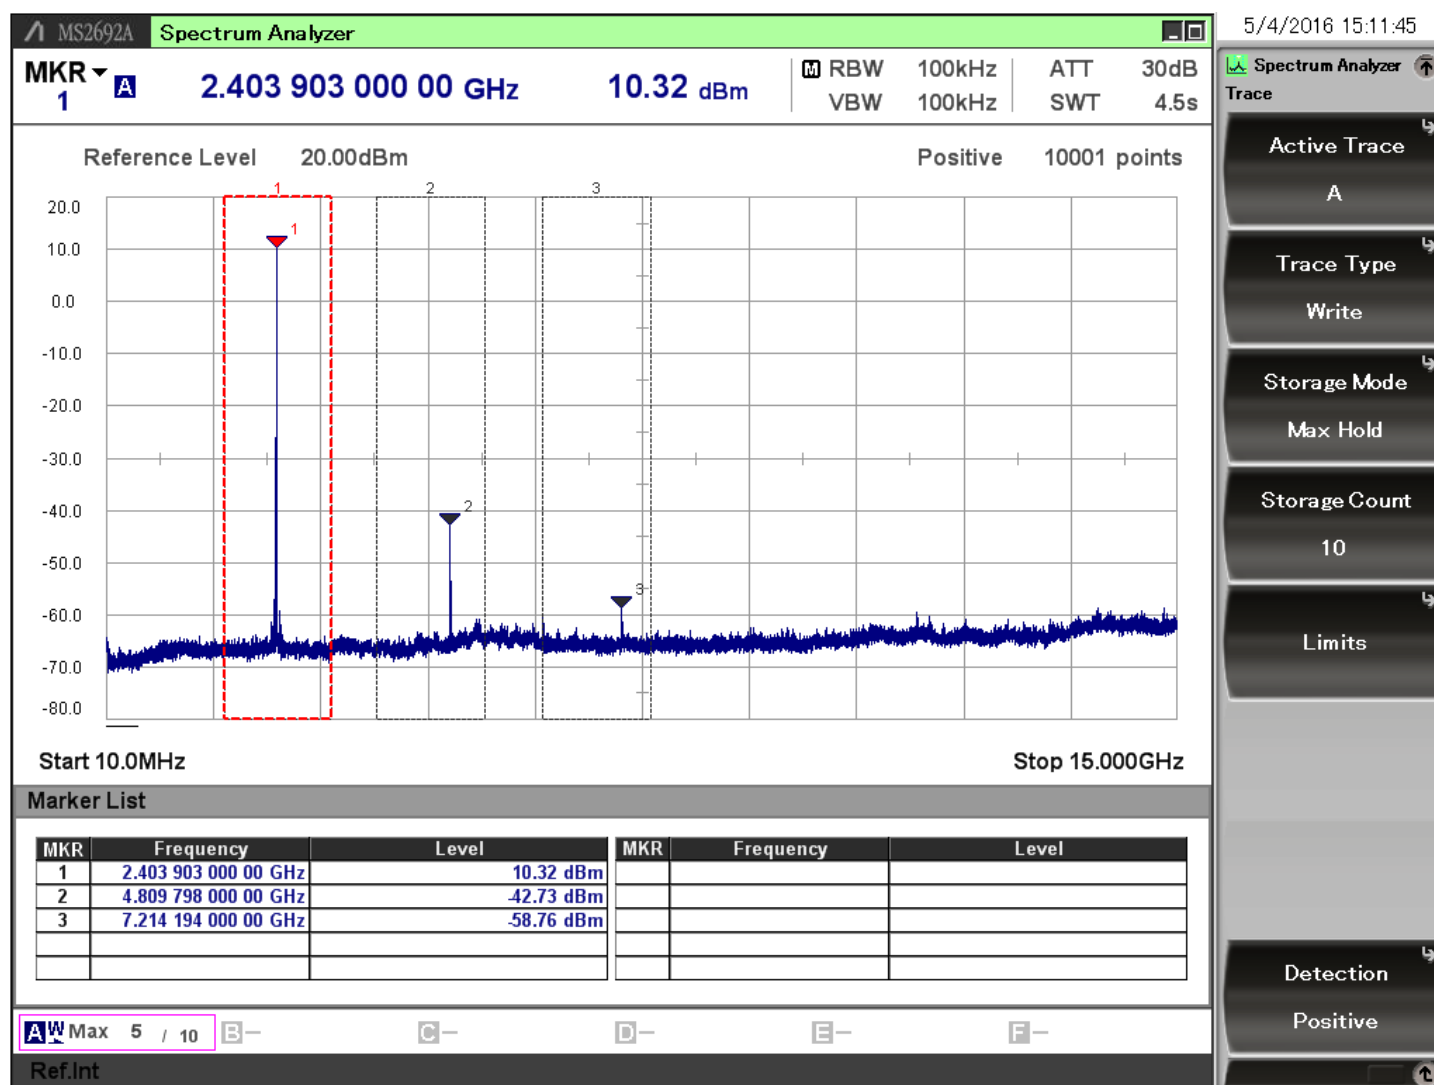 MS2692A Spectrum Analyzer
5/4/2016 15:11:45
MKR 1 A 2.403 903 000 00 GHz 10.32 dBm
M RBW 100kHz ATT 30dB
VBW 100kHz SWT 4.5s
Spectrum Analyzer
Trace
Reference Level 20.00dBm Positive 10001 points
1 2 3
20.0
10.0
0.0
-10.0
-20.0
-30.0
-40.0
-50.0
-60.0
-70.0
-80.0
1
2
3
Start 10.0MHz Stop 15.000GHz
Marker List
MKR Frequency Level MKR Frequency Level
1 2.403 903 000 00 GHz 10.32 dBm
2 4.809 798 000 00 GHz -42.73 dBm
3 7.214 194 000 00 GHz -58.76 dBm
A W Max 5 / 10 B- C- D- E- F-
Ref.Int
Active Trace
A
Trace Type
Write
Storage Mode
Max Hold
Storage Count
10
Limits
Detection
Positive